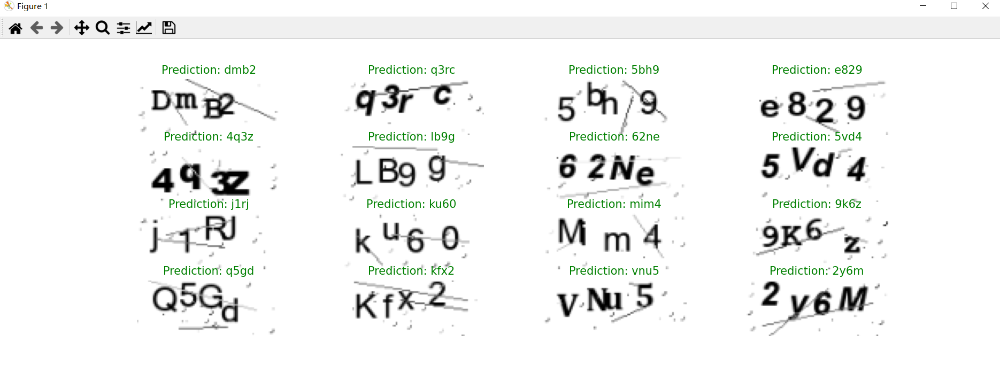 Figure 1
Prediction: dmb2 Prediction: q3rc Prediction: 5bh9 Prediction: e829
DmB2 q3rc 5bh9 e829
Prediction: 4q3z Prediction: lb9g Prediction: 62ne Prediction: 5vd4
4q3Z LB9g 62Ne 5Vd4
Prediction: j1rj Prediction: ku60 Prediction: mim4 Prediction: 9k6z
j1RJ ku60 Mim4 9K6z
Prediction: q5gd Prediction: kfx2 Prediction: vnu5 Prediction: 2y6m
Q5Gd Kfx2 VNu5 2y6M